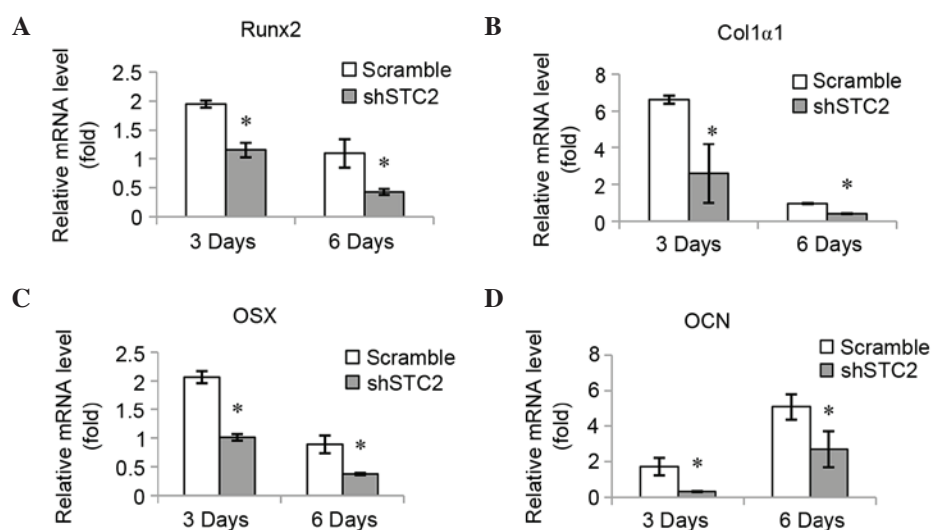 A
Runx2
Relative mRNA level
(fold)
2.5
2
1.5
1
0.5
0
Scramble
shSTC2
*
*
3 Days
6 Days
B
Col1α1
Relative mRNA level
(fold)
8
6
4
2
0
Scramble
shSTC2
*
*
3 Days
6 Days
C
OSX
Relative mRNA level
(fold)
2.5
2
1.5
1
0.5
0
Scramble
shSTC2
*
*
3 Days
6 Days
D
OCN
Relative mRNA level
(fold)
8
6
4
2
0
Scramble
shSTC2
*
*
3 Days
6 Days